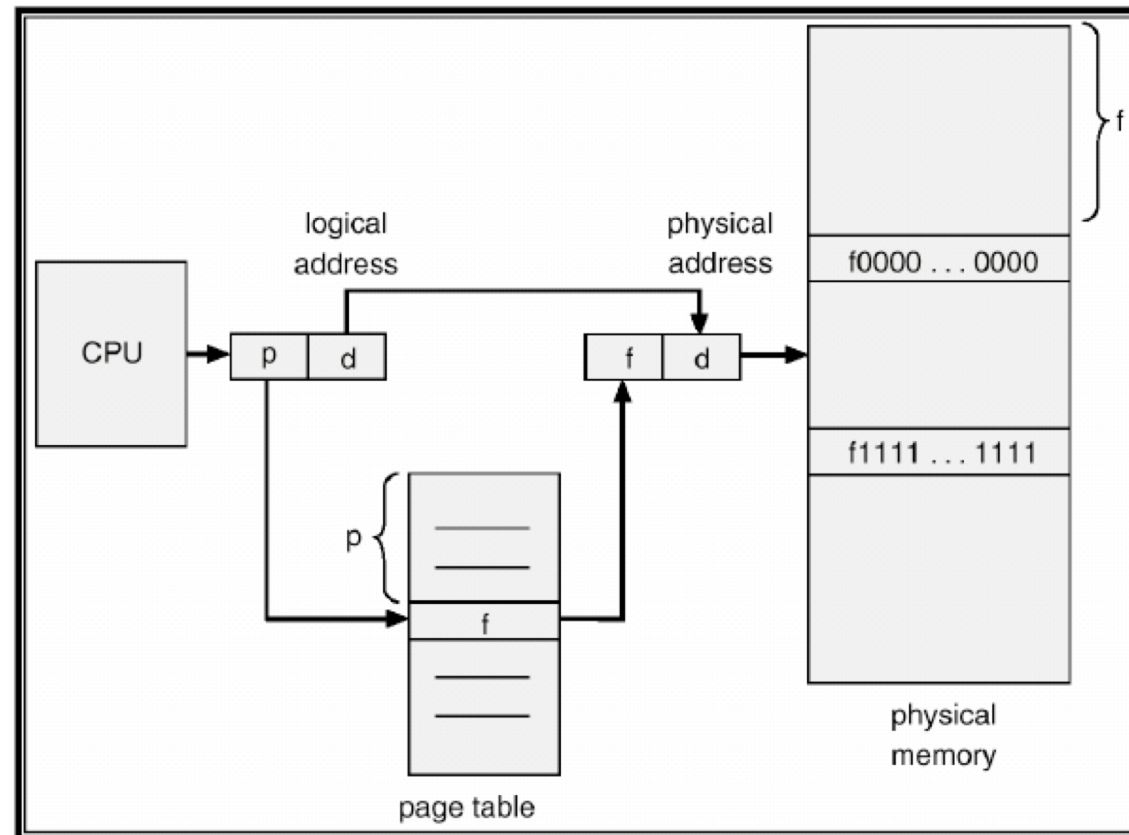 f
logical
address
physical
address
f0000 . . . 0000
CPU
p
d
f
d
f1111 . . . 1111
p
f
physical
memory
page table